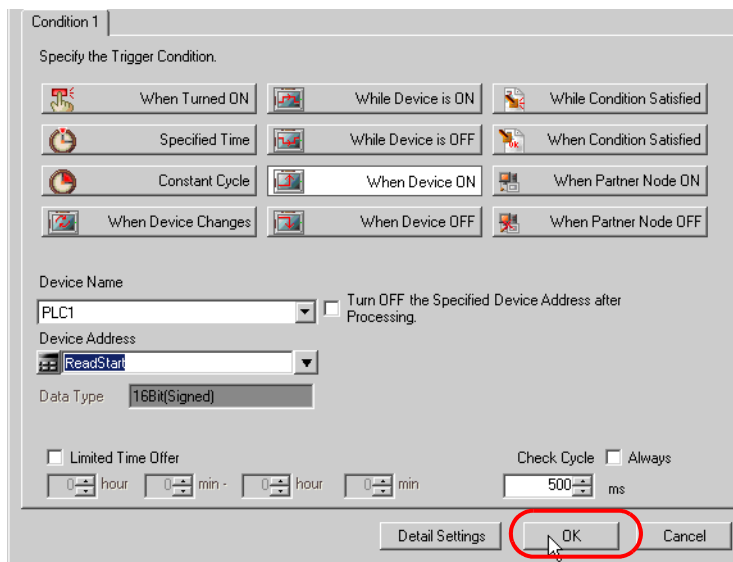 Condition 1
Specify the Trigger Condition.
When Turned ON While Device is ON While Condition Satisfied
Specified Time While Device is OFF When Condition Satisfied
Constant Cycle When Device ON When Partner Node ON
When Device Changes When Device OFF When Partner Node OFF
Device Name
PLC1 Turn OFF the Specified Device Address after
Processing.
Device Address
ReadStart
Data Type 16Bit(Signed)
Limited Time Offer Check Cycle Always
0 hour 0 min - 0 hour 0 min 500 ms
Detail Settings OK Cancel